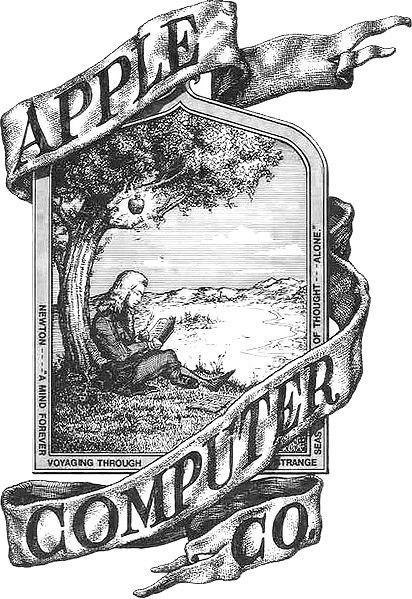 APPLE
COMPUTER
CO.
NEWTON --- "A MIND FOREVER
VOYAGING THROUGH
STRANGE
SEAS OF THOUGHT --- ALONE."